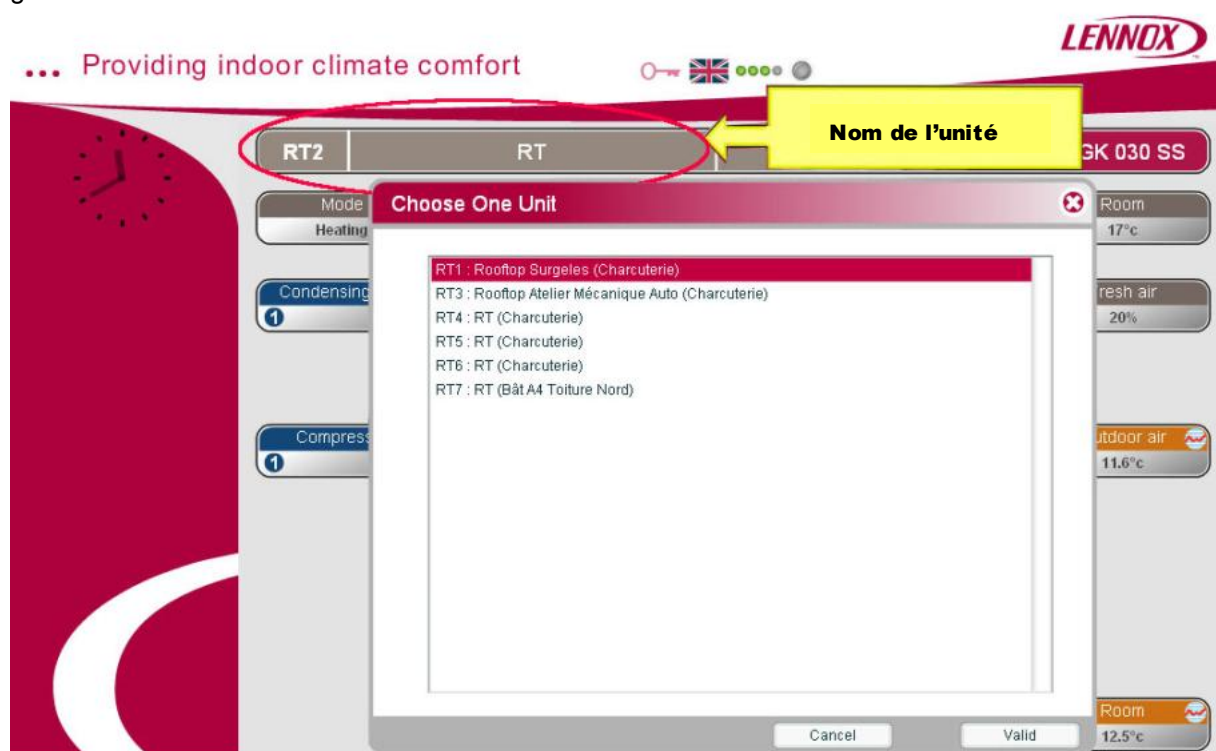 LENNOX
... Providing indoor climate comfort
Nom de l'unité
RT2 RT GK 030 SS
Mode
Heating
Choose One Unit
Room
17°c
RT1 : Rooftop Surgeles (Charcuterie)
RT3 : Rooftop Atelier Mécanique Auto (Charcuterie)
RT4 : RT (Charcuterie)
RT5 : RT (Charcuterie)
RT6 : RT (Charcuterie)
RT7 : RT (Bât A4 Toiture Nord)
Condensing
1
resh air
20%
Compress
1
utdoor air
11.6°c
Cancel Valid
Room
12.5°c